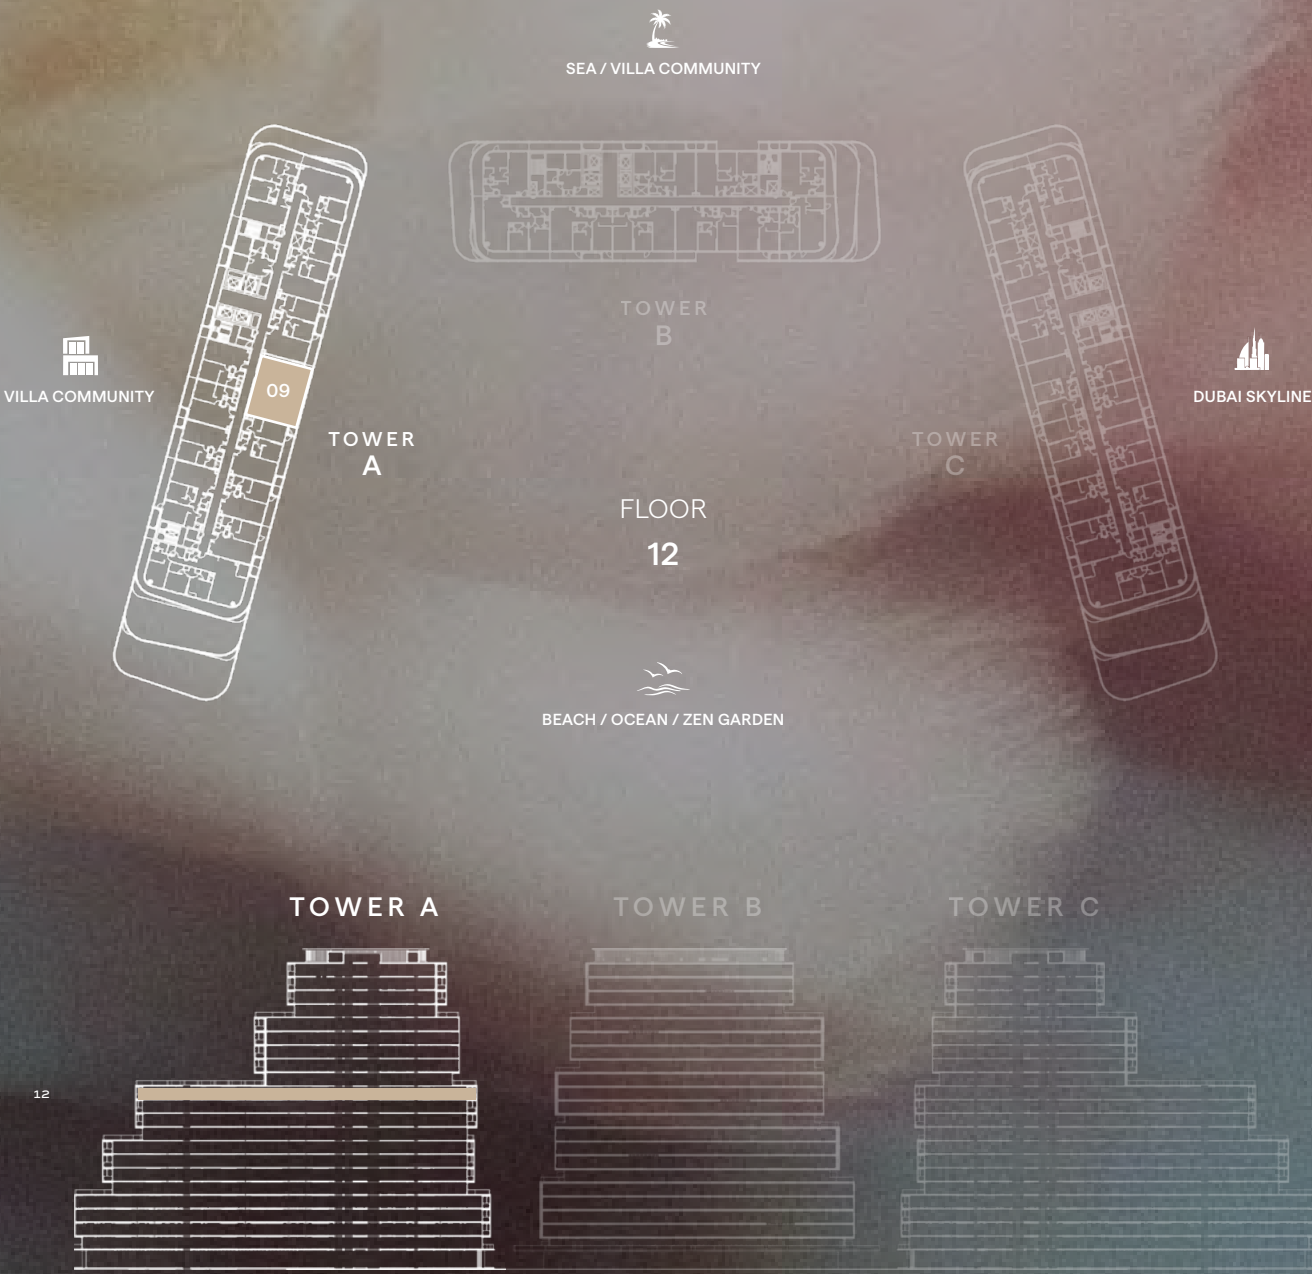 SEA / VILLA COMMUNITY
TOWER
B
VILLA COMMUNITY
09
DUBAI SKYLINE
TOWER
A
TOWER
C
FLOOR
12
BEACH / OCEAN / ZEN GARDEN
TOWER A
TOWER B
TOWER C
12